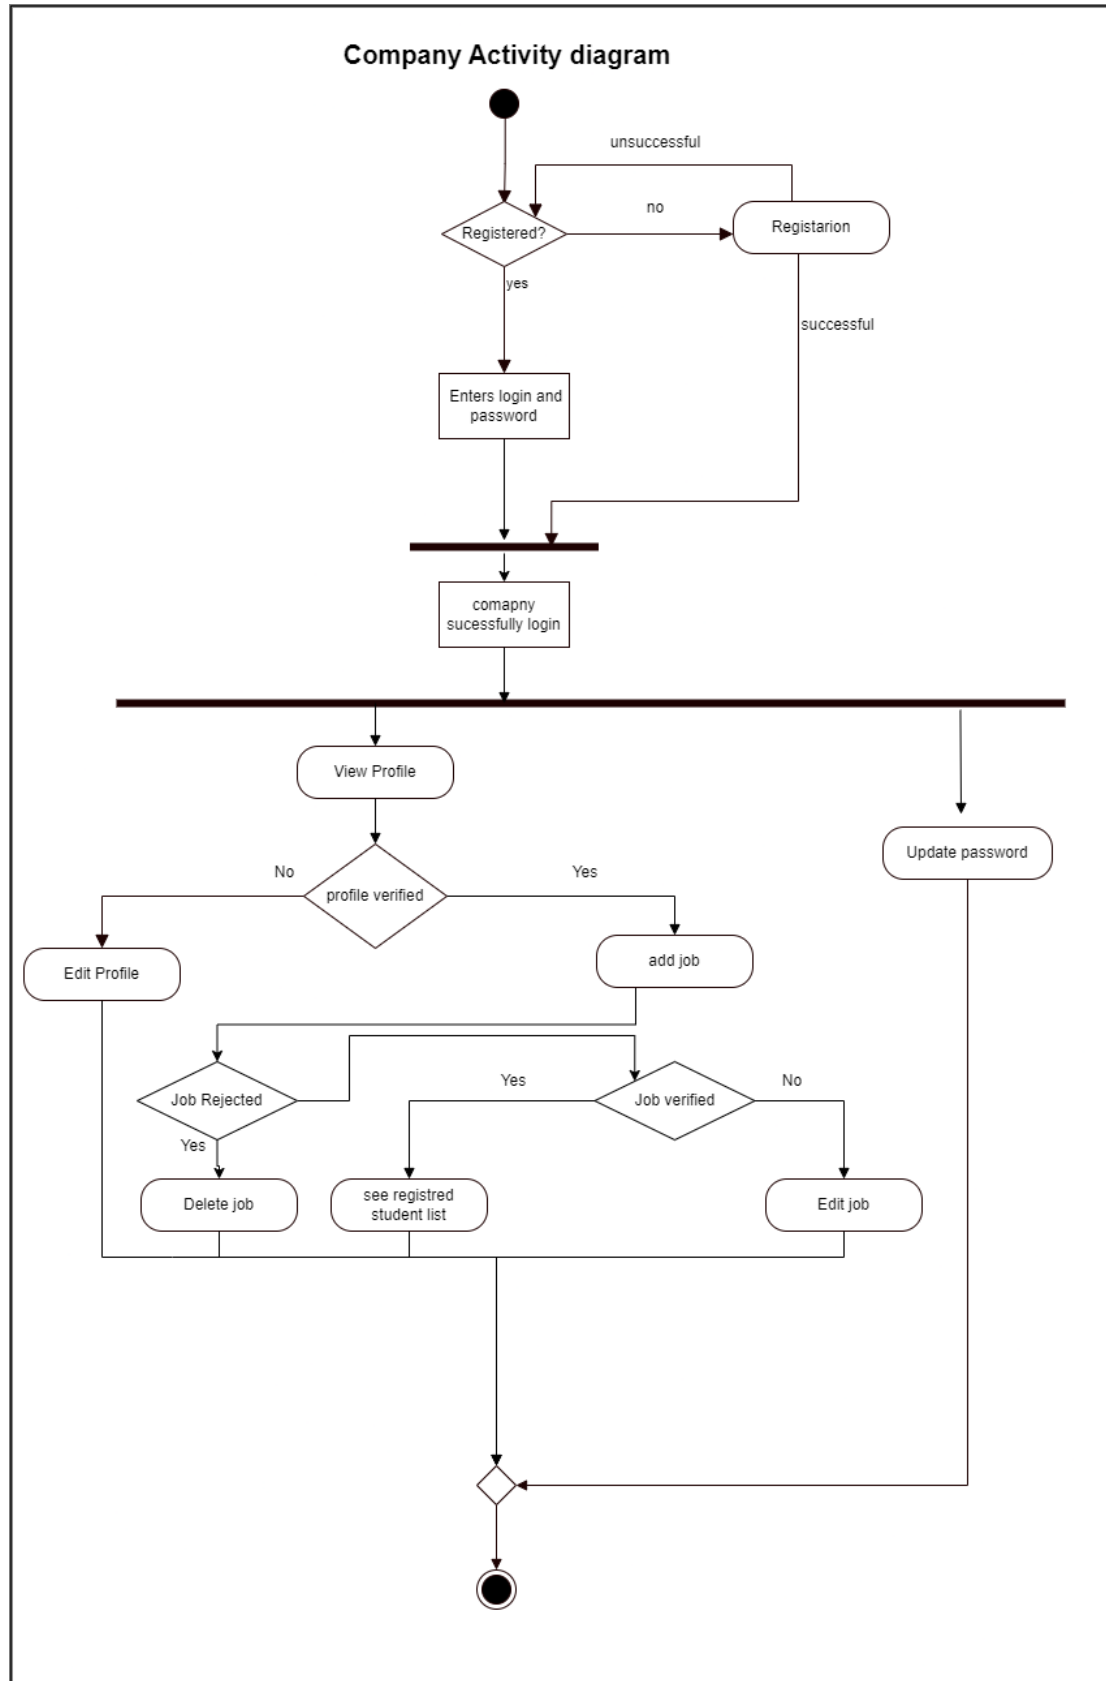 Company Activity diagram
unsuccessful
no
Registered?
Registarion
yes
successful
Enters login and
password
comapny
sucessfully login
View Profile
Update password
No
Yes
profile verified
Edit Profile
add job
Job Rejected
Yes
Job verified
No
Yes
Delete job
see registred
student list
Edit job